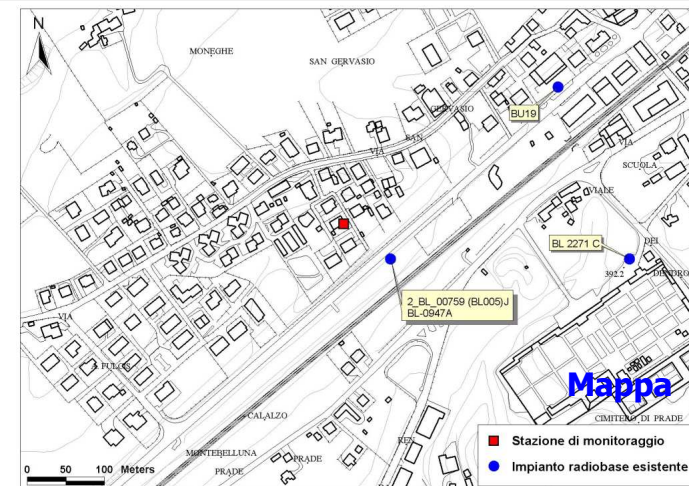 N
MONEGHE
SAN GERVASIO
GERVASIO
BU19
SAN
VIA
VIA
SCUOLA
VIALE
BL 2271 C
DEI
392.2
2_BL_00759 (BL005)J
BL-0947A
VIA
A. FULCIS
Mappa
CALALZO
CIMITERO DI PRADE
MONTEBELLUNA
PRADE
PRADE
Stazione di monitoraggio
Impianto radiobase esistente
0 50 100 Meters